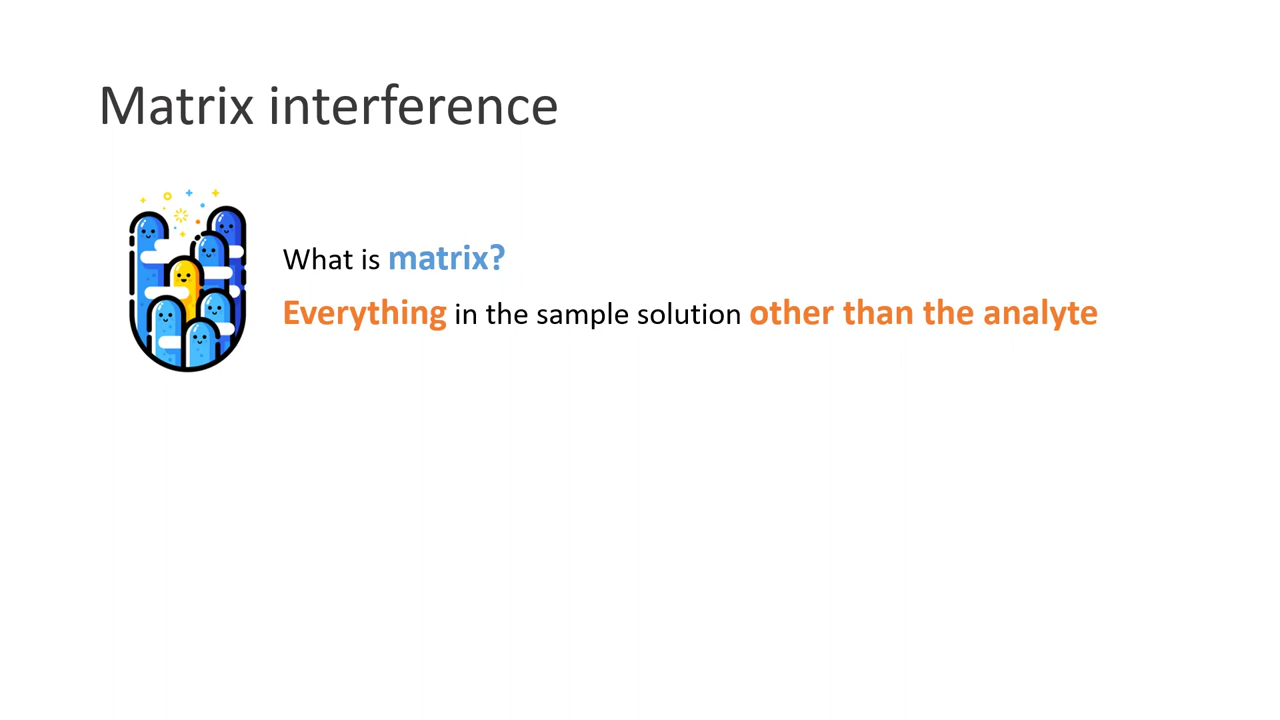 Matrix interference
What is matrix?
Everything in the sample solution other than the analyte